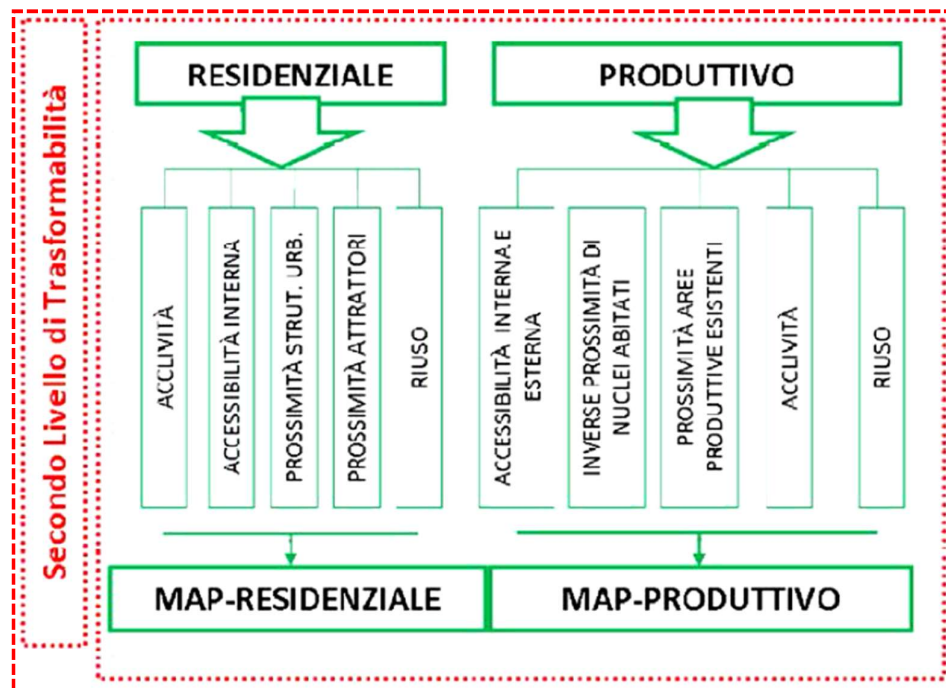 Secondo Livello di Trasformabilità
RESIDENZIALE
ACCLIVITÀ
ACCESSIBILITÀ INTERNA
PROSSIMITÀ STRUT. URB.
PROSSIMITÀ ATTRATTORI
RIUSO
MAP-RESIDENZIALE
PRODUTTIVO
ACCESSIBILITÀ INTERNA E
ESTERNA
INVERSE PROSSIMITÀ DI
NUCLEI ABITATI
PROSSIMITÀ AREE
PRODUTTIVE ESISTENTI
ACCLIVITÀ
RIUSO
MAP-PRODUTTIVO